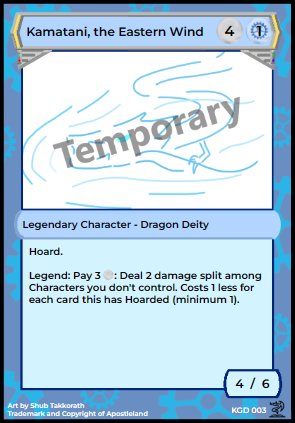 Kamatani, the Eastern Wind 4 1
Temporary
Legendary Character - Dragon Deity
Hoard.
Legend: Pay 3 : Deal 2 damage split among
Characters you don't control. Costs 1 less for
each card this has Hoarded (minimum 1).
4 / 6
Art by Shub Takkorath
Trademark and Copyright of Apostleland
KGD 003